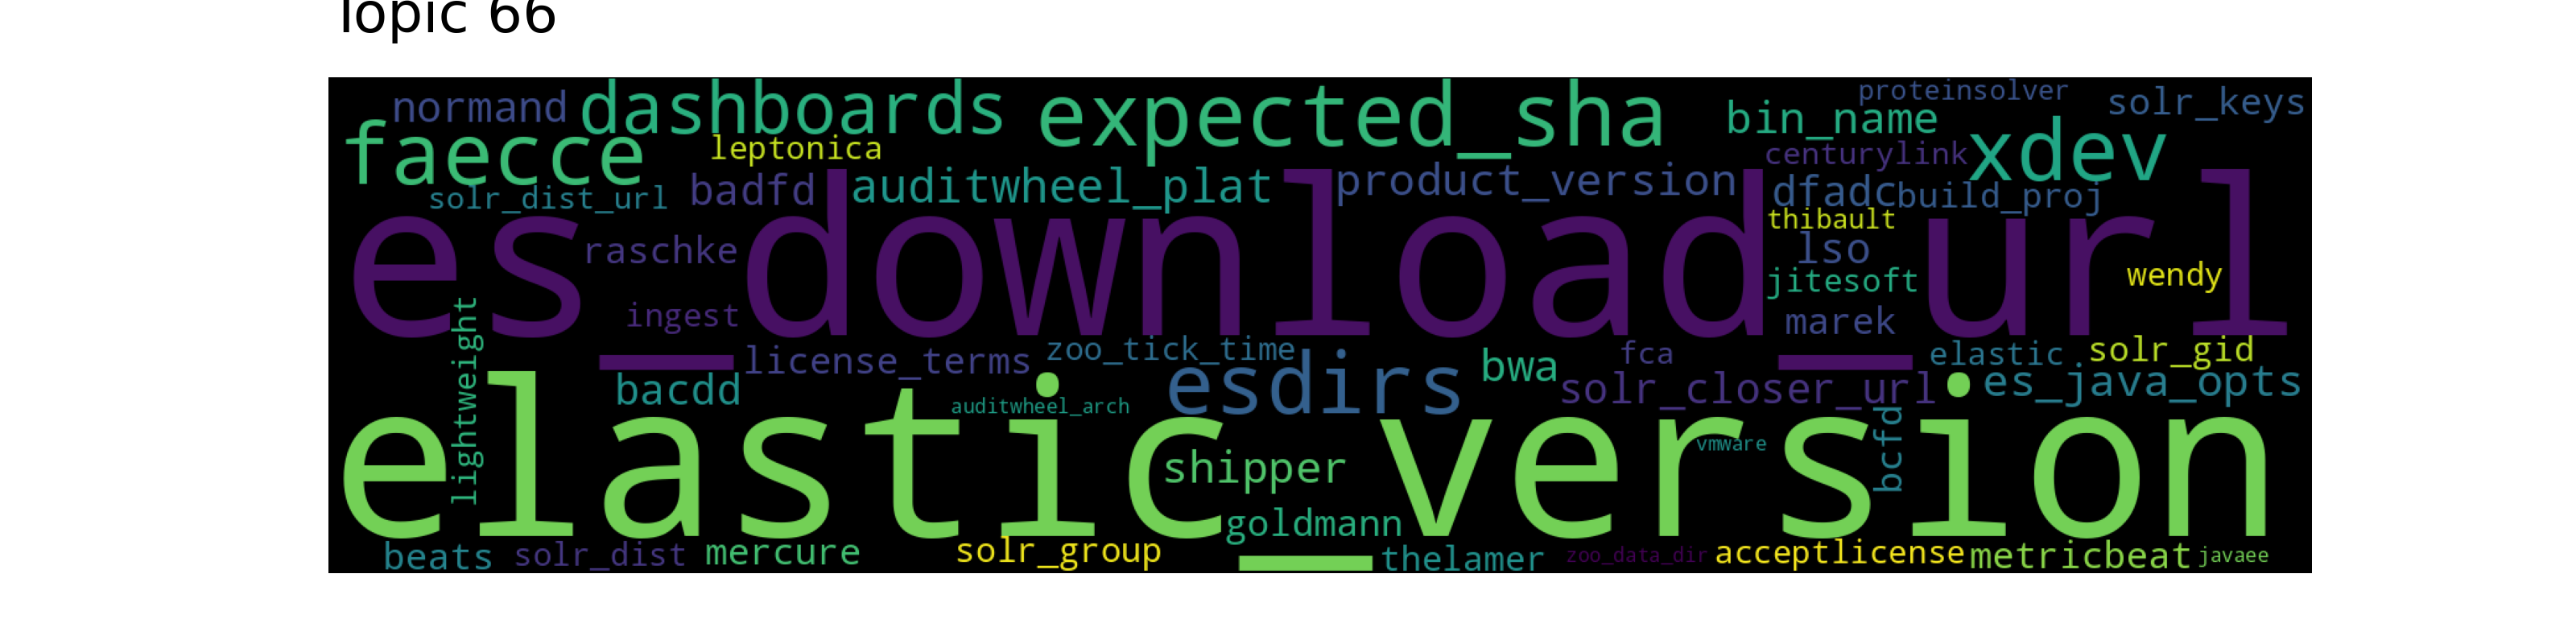 Topic 66
normand dashboards expected_sha bin_name proteinsolver solr_keys
faecce leptonica centurylink xdev
solr_dist_url badfd auditwheel_plat product_version dfadc build_proj
es_download_url
raschke thibault lso
ingest jitesoft wendy
marek
lightweight
license_terms zoo_tick_time esdirs bwa fca elastic solr_gid
bacdd auditwheel_arch solr_closer_url es_java_opts
elastic_version
shipper vmware bcfd
goldmann
beats solr_dist mercure solr_group thelamer zoo_data_dir acceptlicense metricbeat javaee